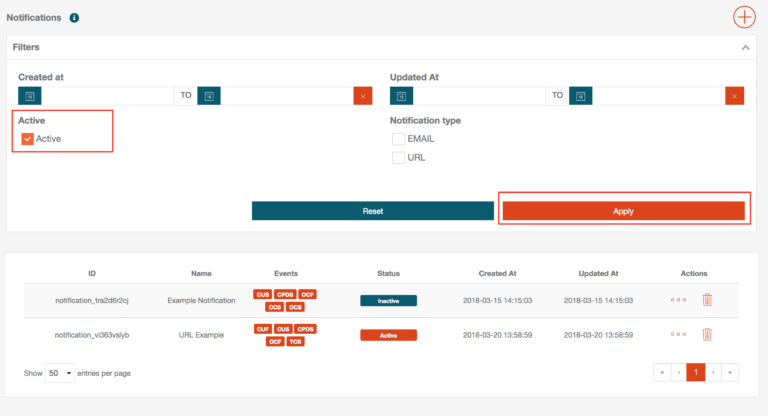 Notifications
Filters
Created at
Updated At
TO
TO
Active
Notification type
Active
EMAIL
URL
Reset
Apply
ID Name Events Status Created At Updated At Actions
notification_tra2d6r2cj Example Notification CUS CPDS OCF CCS OCS Inactive 2018-03-15 14:15:03 2018-03-15 14:15:03
notification_vi363vslyb URL Example CUF CUS CPDS OCF TCS Active 2018-03-20 13:58:59 2018-03-20 13:58:59
Show 50 entries per page
« ‹ 1 › »